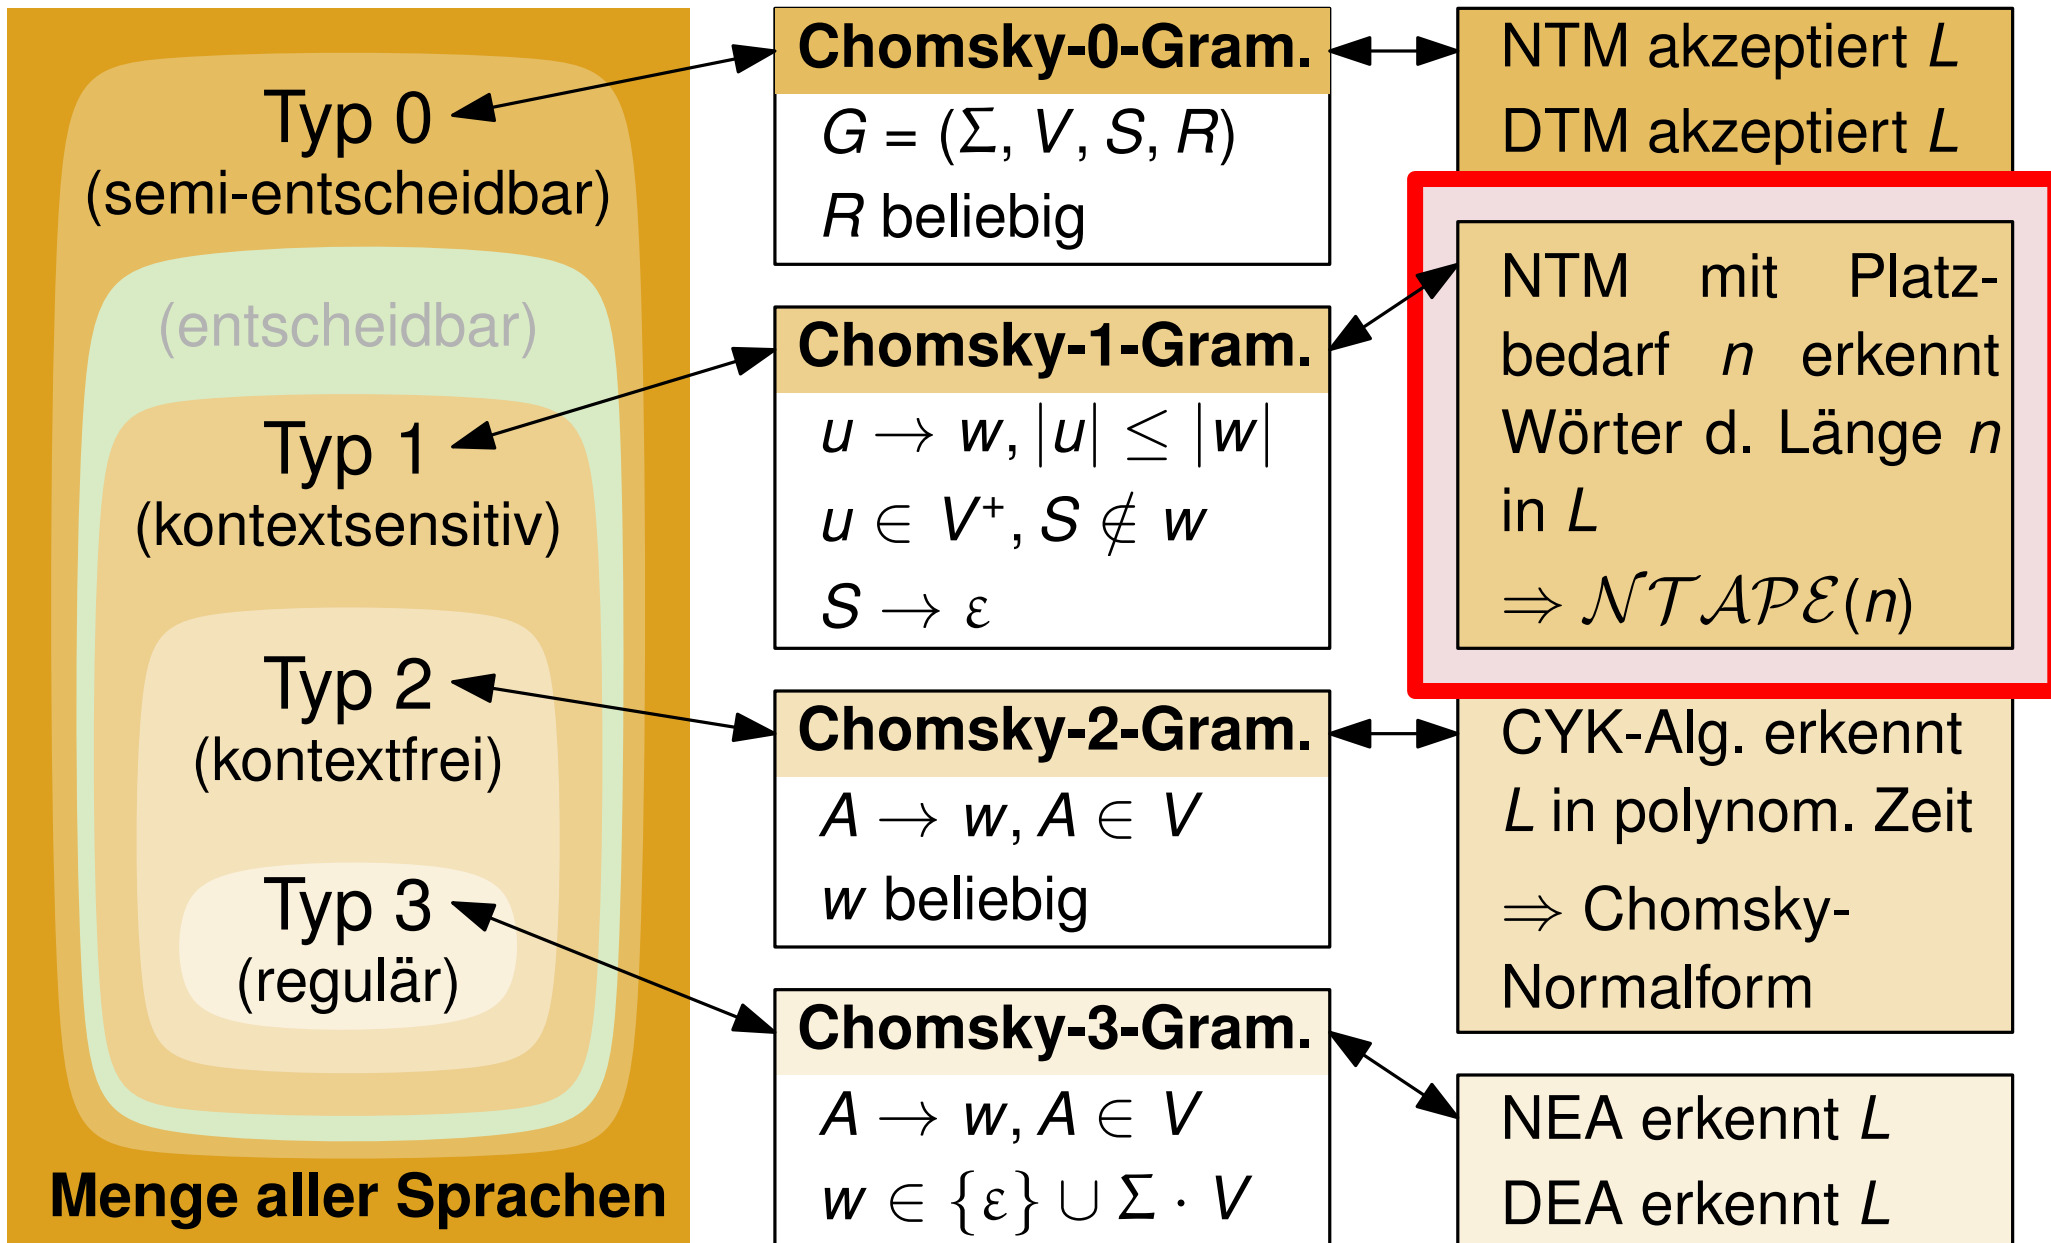 Typ 0
(semi-entscheidbar)
(entscheidbar)
Typ 1
(kontextsensitiv)
Typ 2
(kontextfrei)
Typ 3
(regulär)
Menge aller Sprachen
Chomsky-0-Gram.
G = (Σ, V, S, R)
R beliebig
Chomsky-1-Gram.
u → w, |u| ≤ |w|
u ∈ V⁺, S ∉ w
S → ε
Chomsky-2-Gram.
A → w, A ∈ V
w beliebig
Chomsky-3-Gram.
A → w, A ∈ V
w ∈ {ε} ∪ Σ · V
NTM akzeptiert L
DTM akzeptiert L
NTM mit Platz-
bedarf n erkennt
Wörter d. Länge n
in L
⇒ 𝒩𝒯𝒜𝒫ℰ(n)
CYK-Alg. erkennt
L in polynom. Zeit
⇒ Chomsky-
Normalform
NEA erkennt L
DEA erkennt L